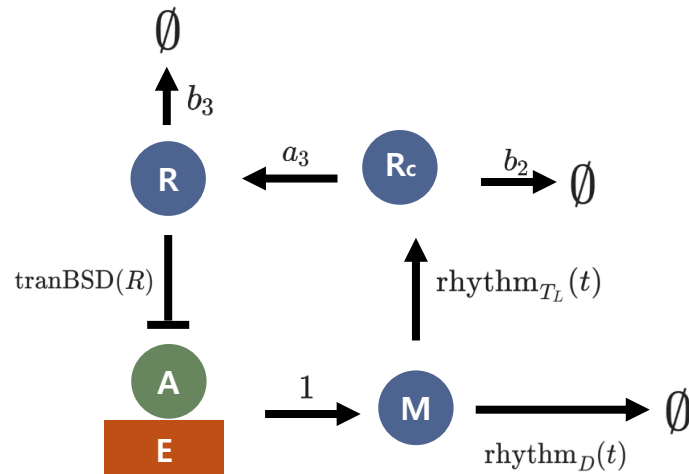 ∅
b₃
R
a₃
Rc
b₂
∅
tranBSD(R)
rhythm_{T_L}(t)
A
1
M
∅
E
rhythm_D(t)